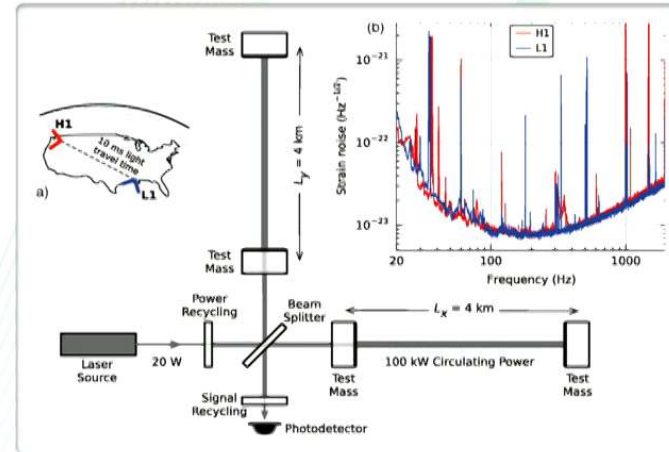 Test
Mass
(b)
H1
L1
10⁻²¹
10⁻²²
10⁻²³
Strain noise (Hz⁻¹/²)
20
100
1000
Frequency (Hz)
H1
10 ms light
travel time
L1
a)
L_y = 4 km
Test
Mass
Power
Recycling
Beam
Splitter
L_x = 4 km
Laser
Source
20 W
100 kW Circulating Power
Test
Mass
Test
Mass
Signal
Recycling
Photodetector